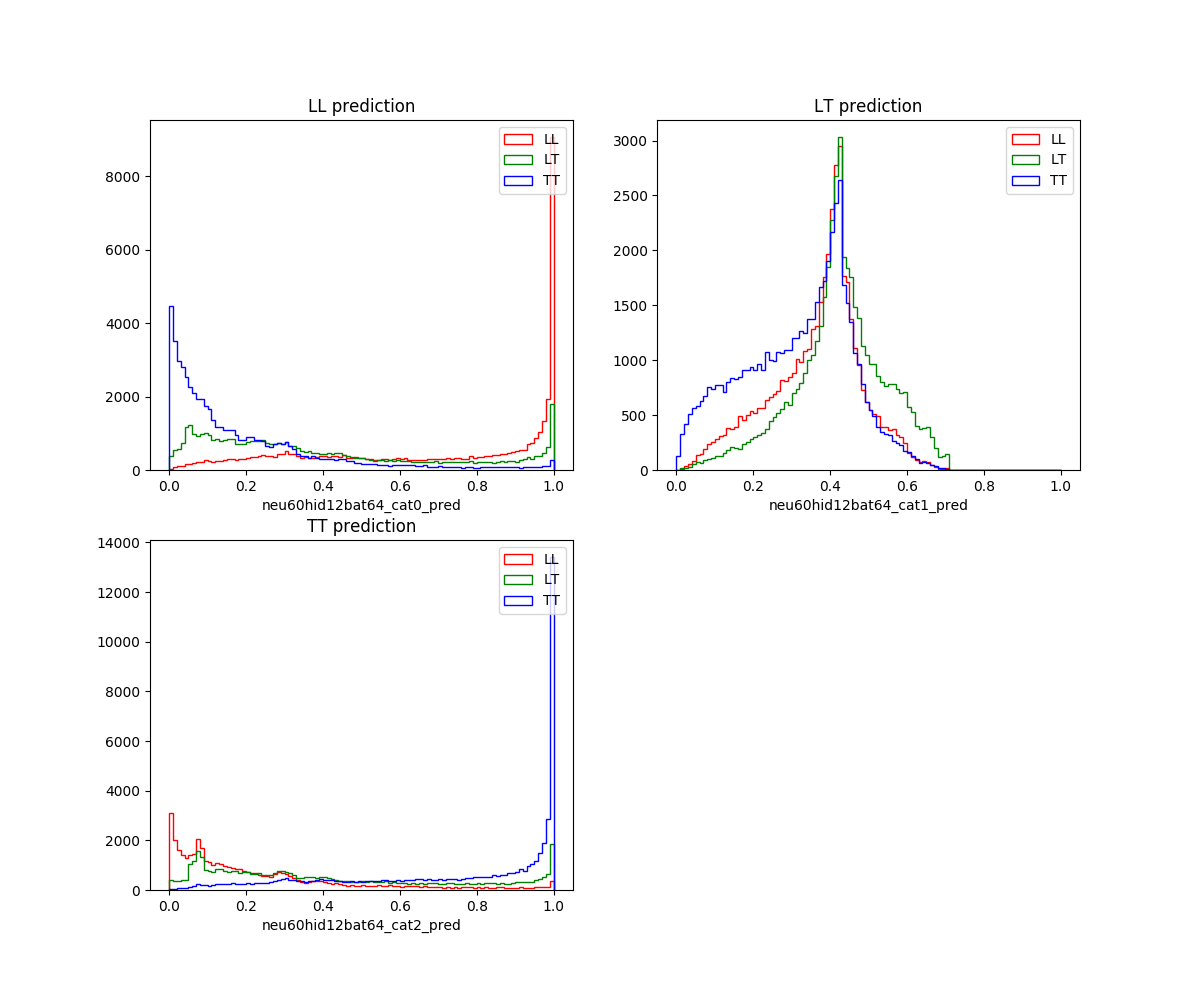 LL prediction
LL
LT
TT
8000
6000
4000
2000
0
0.0 0.2 0.4 0.6 0.8 1.0
neu60hid12bat64_cat0_pred
LT prediction
LL
LT
TT
3000
2500
2000
1500
1000
500
0
0.0 0.2 0.4 0.6 0.8 1.0
neu60hid12bat64_cat1_pred
TT prediction
LL
LT
TT
14000
12000
10000
8000
6000
4000
2000
0
0.0 0.2 0.4 0.6 0.8 1.0
neu60hid12bat64_cat2_pred